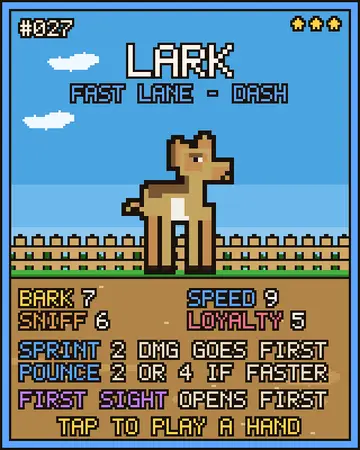 #027
LARK
FAST LANE - DASH
BARK 7 SPEED 9
SNIFF 6 LOYALTY 5
SPRINT 2 DMG GOES FIRST
POUNCE 2 OR 4 IF FASTER
FIRST SIGHT OPENS FIRST
TAP TO PLAY A HAND